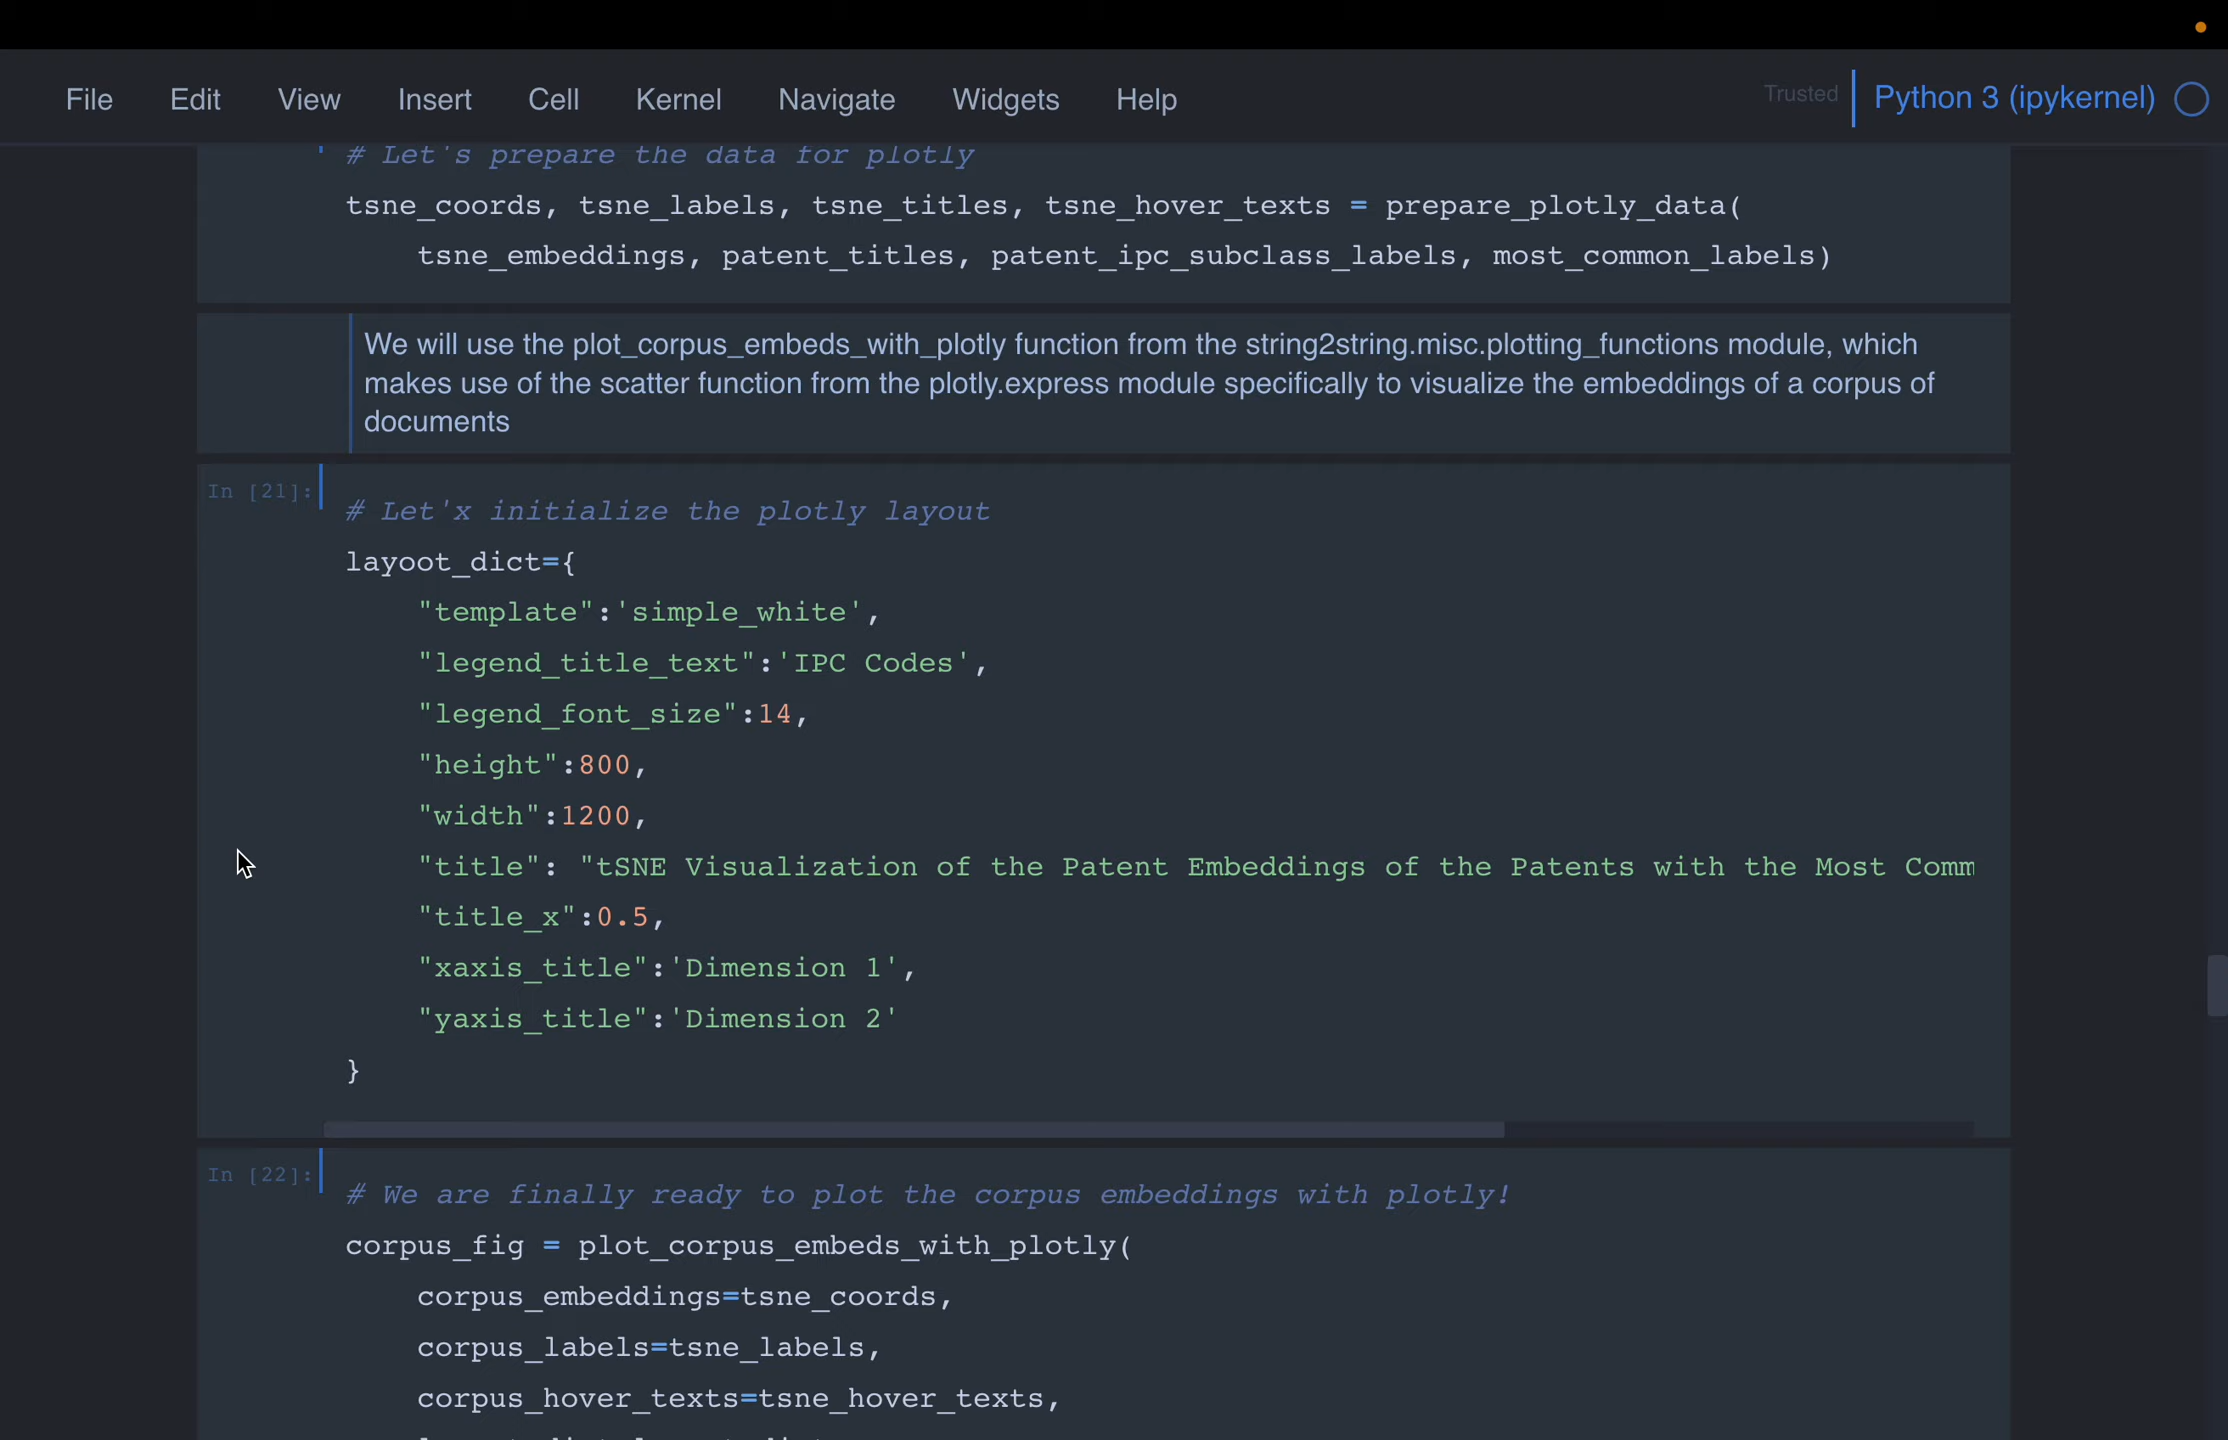 File Edit View Insert Cell Kernel Navigate Widgets Help Trusted Python 3 (ipykernel)
# Let's prepare the data for plotly
tsne_coords, tsne_labels, tsne_titles, tsne_hover_texts = prepare_plotly_data(
    tsne_embeddings, patent_titles, patent_ipc_subclass_labels, most_common_labels)
We will use the plot_corpus_embeds_with_plotly function from the string2string.misc.plotting_functions module, which
makes use of the scatter function from the plotly.express module specifically to visualize the embeddings of a corpus of
documents
In [21]:
# Let'x initialize the plotly layout
layoot_dict={
    "template":'simple_white',
    "legend_title_text":'IPC Codes',
    "legend_font_size":14,
    "height":800,
    "width":1200,
    "title": "tSNE Visualization of the Patent Embeddings of the Patents with the Most Comm
    "title_x":0.5,
    "xaxis_title":'Dimension 1',
    "yaxis_title":'Dimension 2'
}
In [22]:
# We are finally ready to plot the corpus embeddings with plotly!
corpus_fig = plot_corpus_embeds_with_plotly(
    corpus_embeddings=tsne_coords,
    corpus_labels=tsne_labels,
    corpus_hover_texts=tsne_hover_texts,